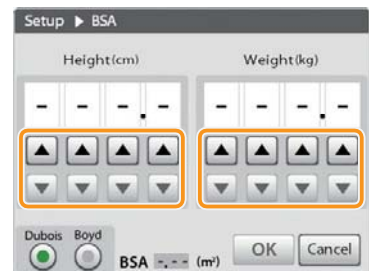 Setup ▶ BSA
Height(cm) Weight(kg)
- - - . - - - - . -
Dubois Boyd
BSA -.-- (m²) OK Cancel